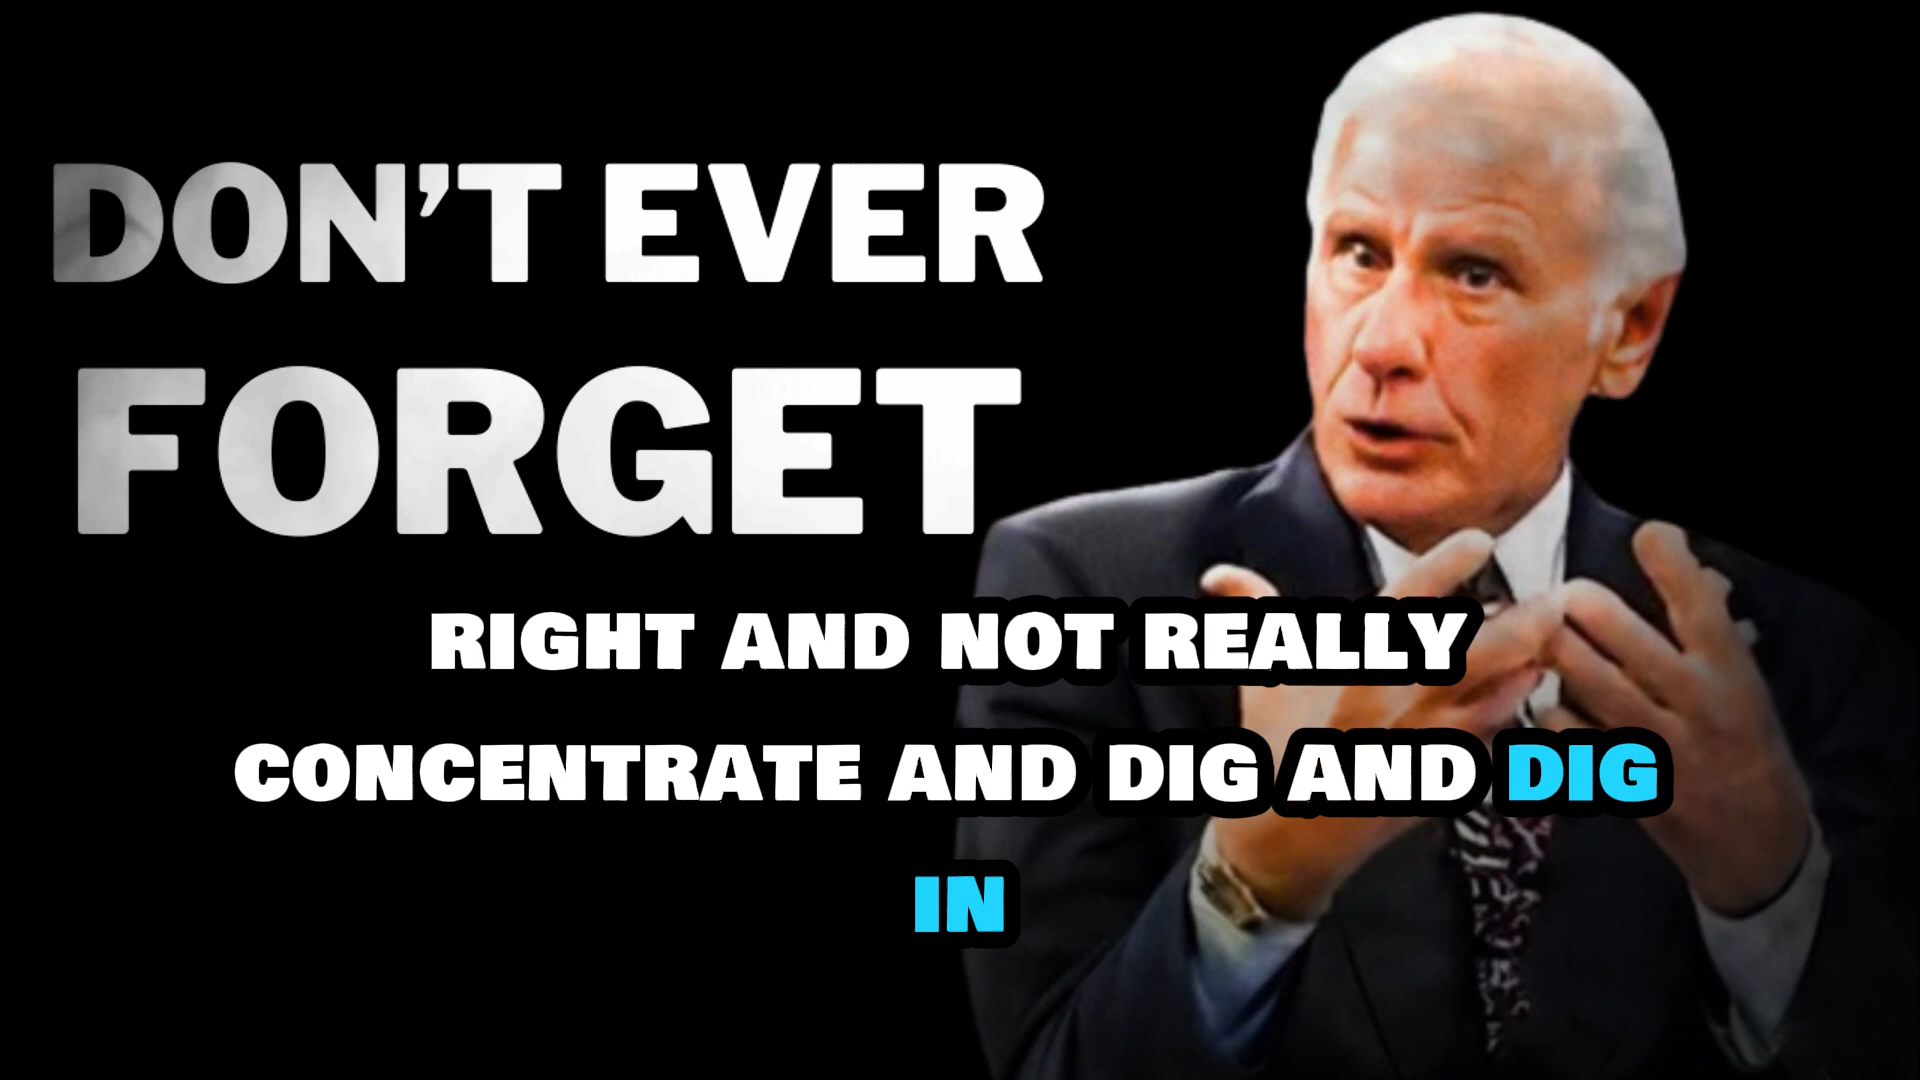 DON'T EVER
FORGET
RIGHT AND NOT REALLY
CONCENTRATE AND DIG AND DIG
IN